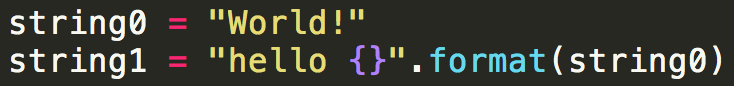 string0 = "World!"
string1 = "hello {}".format(string0)